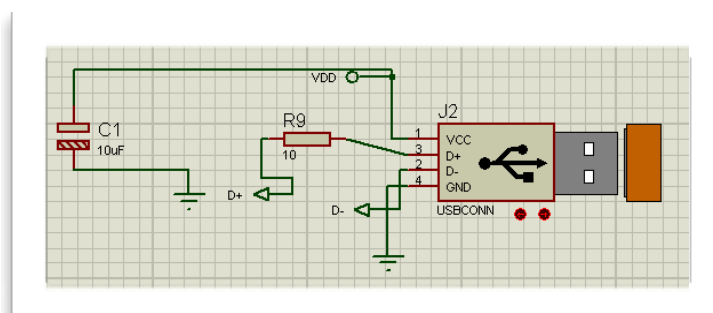 VDD
J2
R9
C1
10uF
10
1
VCC
3
D+
2
D-
4
GND
D+
D-
USBCONN